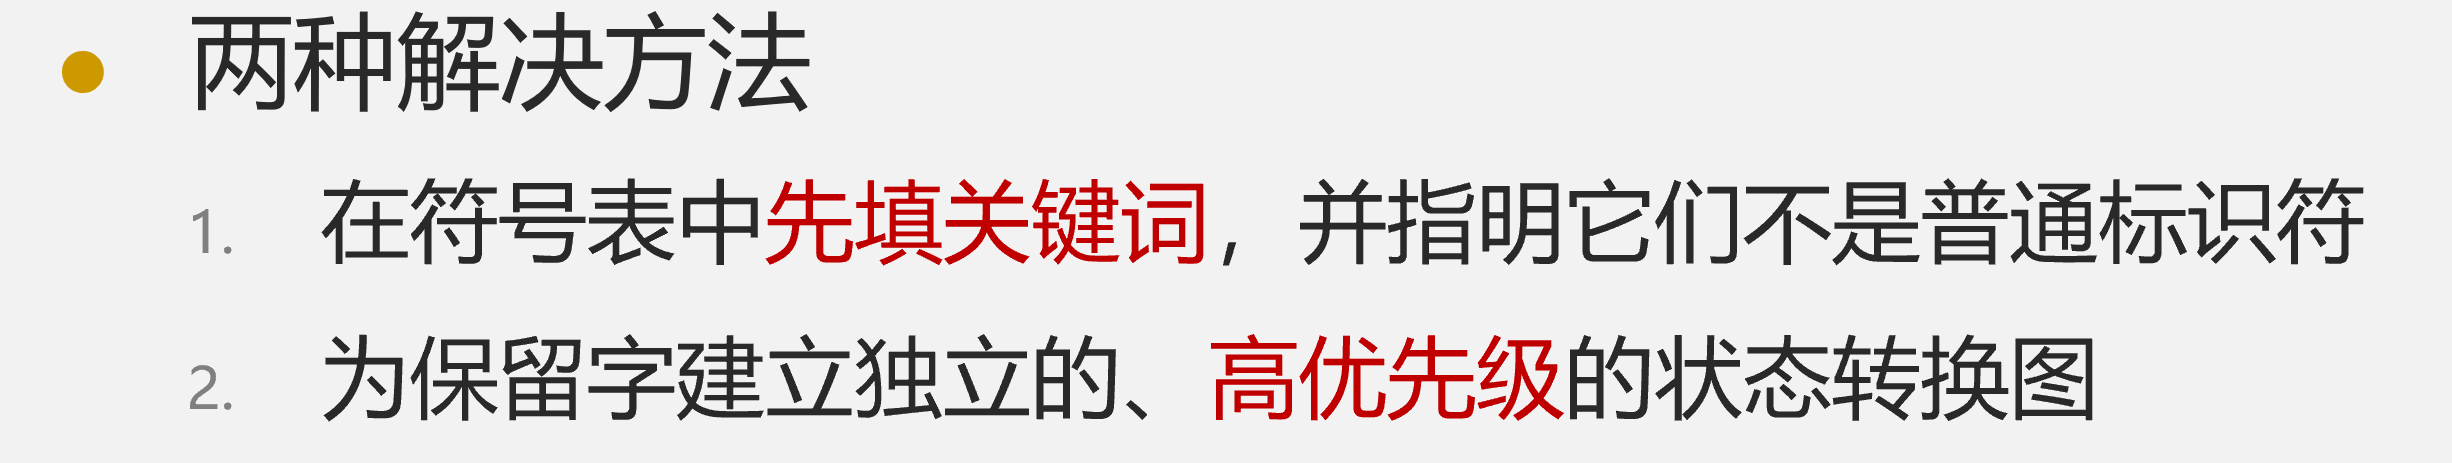 ● 两种解决方法
1. 在符号表中先填关键词，并指明它们不是普通标识符
2. 为保留字建立独立的、高优先级的状态转换图